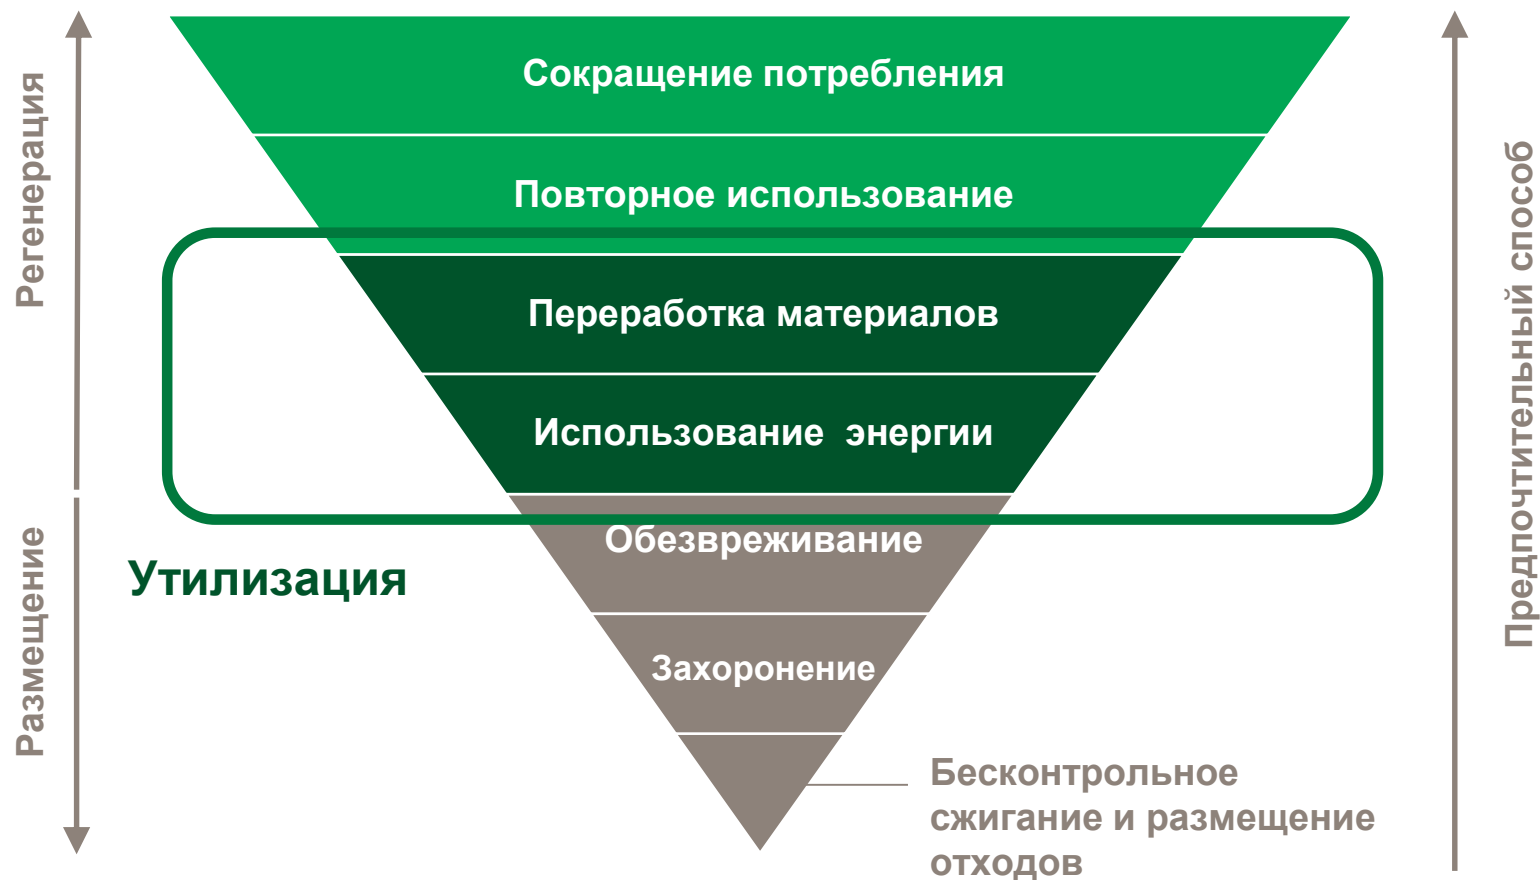 Сокращение потребления
Повторное использование
Переработка материалов
Использование  энергии
Обезвреживание
Захоронение
Бесконтрольное
сжигание и размещение
отходов
Утилизация
Регенерация
Размещение
Предпочтительный способ